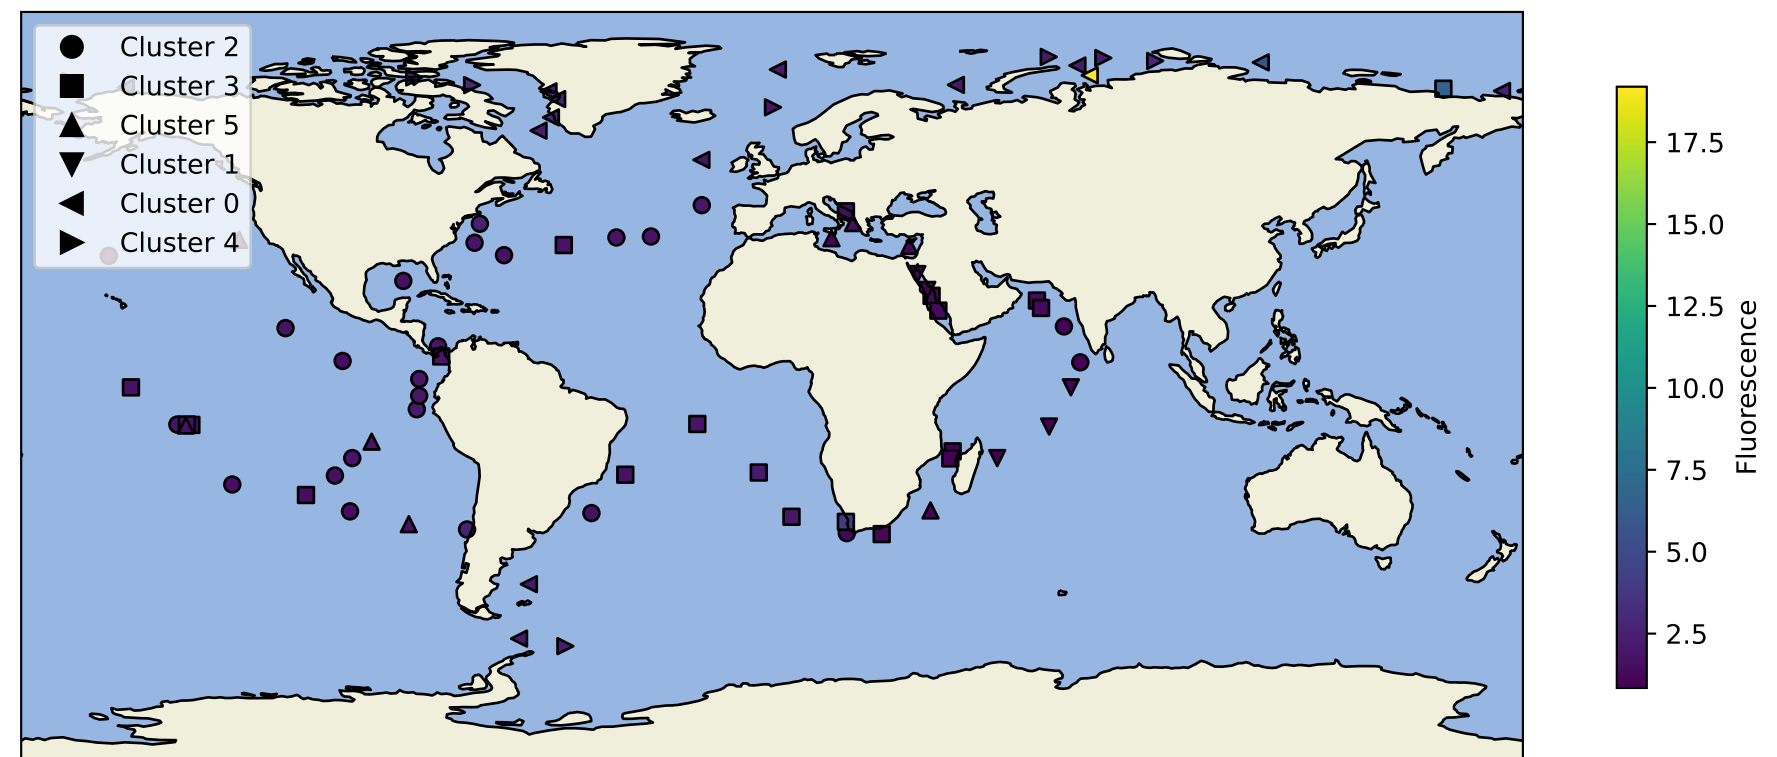 Cluster 2
Cluster 3
Cluster 5
Cluster 1
Cluster 0
Cluster 4
17.5
15.0
12.5
10.0
7.5
5.0
2.5
Fluorescence